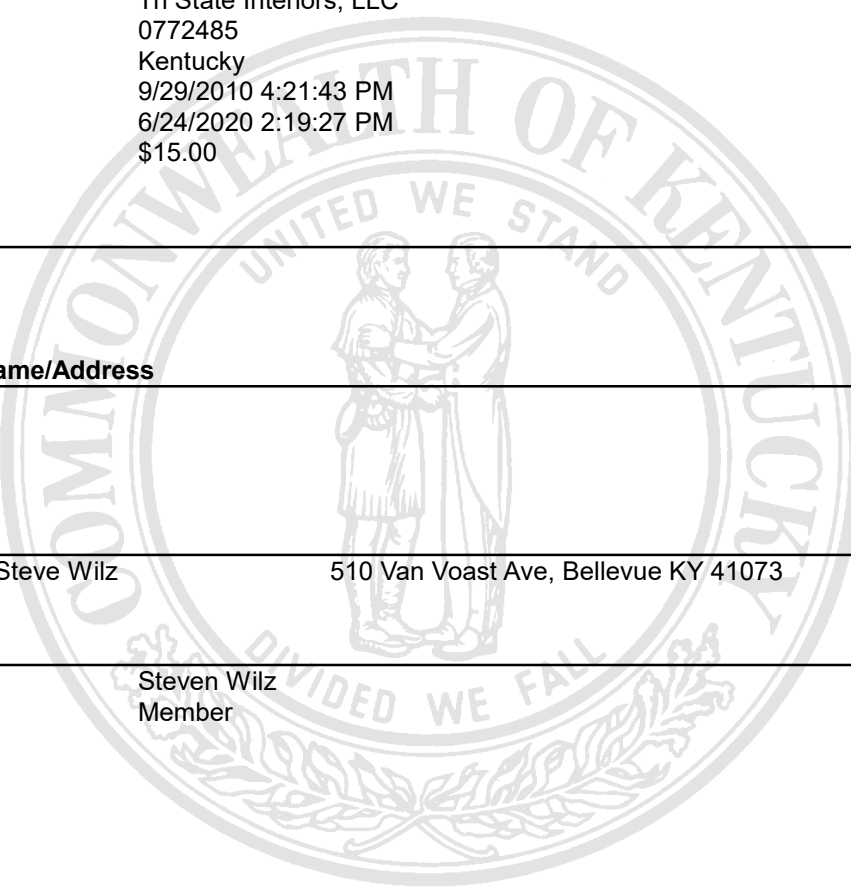 Tri State Interiors, LLC
0772485
Kentucky
9/29/2010 4:21:43 PM
6/24/2020 2:19:27 PM
$15.00
COMMONWEALTH OF KENTUCKY
UNITED WE STAND
ame/Address
Steve Wilz 510 Van Voast Ave, Bellevue KY 41073
DIVIDED WE FALL
Steven Wilz
Member